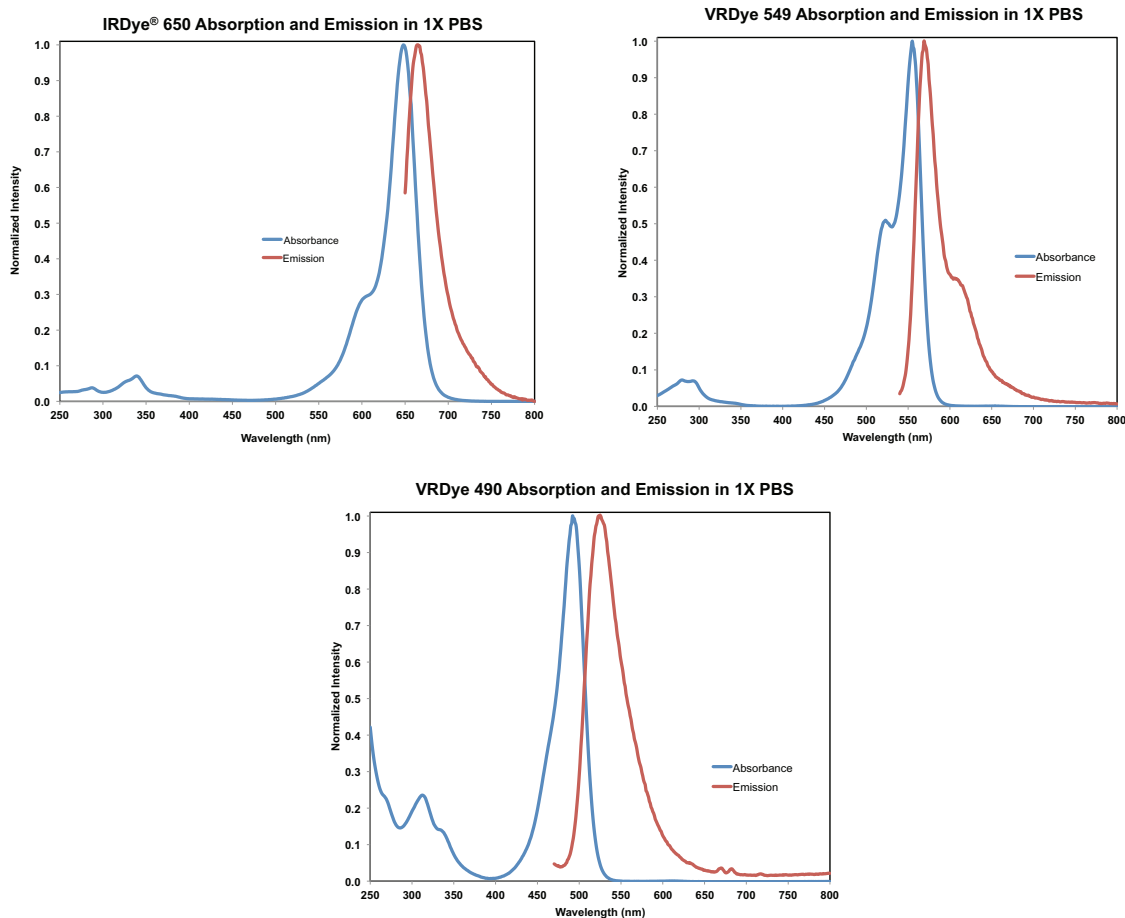 IRDye® 650 Absorption and Emission in 1X PBS
Normalized Intensity
1.0
0.9
0.8
0.7
0.6
0.5
0.4
0.3
0.2
0.1
0.0
Absorbance
Emission
250 300 350 400 450 500 550 600 650 700 750 800
Wavelength (nm)
VRDye 549 Absorption and Emission in 1X PBS
Normalized Intensity
1.0
0.9
0.8
0.7
0.6
0.5
0.4
0.3
0.2
0.1
0.0
Absorbance
Emission
250 300 350 400 450 500 550 600 650 700 750 800
Wavelength (nm)
VRDye 490 Absorption and Emission in 1X PBS
Normalized Intensity
1.0
0.9
0.8
0.7
0.6
0.5
0.4
0.3
0.2
0.1
0.0
Absorbance
Emission
250 300 350 400 450 500 550 600 650 700 750 800
Wavelength (nm)